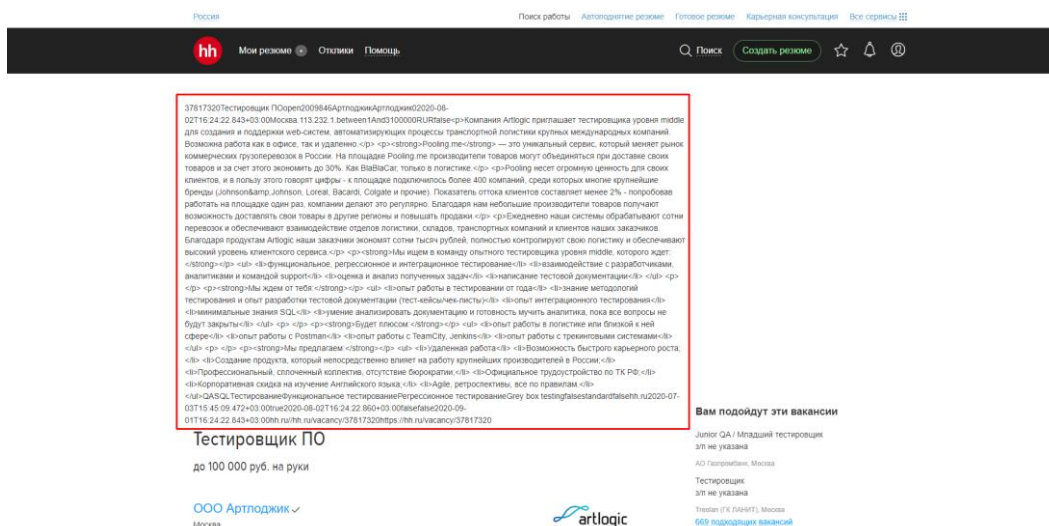 Россия
Поиск работы Автоподнятие резюме Готовое резюме Карьерная консультация Все сервисы
hh Мои резюме Отклики Помощь Поиск Создать резюме
37817320Тестировщик ПОopen2009846АртлоджикАртлоджик02020-08-
02T16:24:22.843+03:00Москва.113.232.1.between1And3100000RURfalse<p>Компания Artlogic приглашает тестировщика уровня middle
для создания и поддержки web-систем, автоматизирующих процессы транспортной логистики крупных международных компаний.
Возможна работа как в офисе, так и удаленно.</p> <p><strong>Pooling.me</strong> — это уникальный сервис, который меняет рынок
коммерческих грузоперевозок в России. На площадке Pooling.me производители товаров могут объединяться при доставке своих
товаров и за счет этого экономить до 30%. Как BlaBlaCar, только в логистике.</p> <p>Pooling несет огромную ценность для своих
клиентов, и в пользу этого говорят цифры - к площадке подключилось более 400 компаний, среди которых многие крупнейшие
бренды (Johnson&amp;Johnson, Loreal, Bacardi, Colgate и прочие). Показатель оттока клиентов составляет менее 2% - попробовав
работать на площадке один раз, компании делают это регулярно. Благодаря нам небольшие производители товаров получают
возможность доставлять свои товары в другие регионы и повышать продажи.</p> <p>Ежедневно наши системы обрабатывают сотни
перевозок и обеспечивают взаимодействие отделов логистики, складов, транспортных компаний и клиентов наших заказчиков.
Благодаря продуктам Artlogic наши заказчики экономят сотни тысяч рублей, полностью контролируют свою логистику и обеспечивают
высокий уровень клиентского сервиса.</p> <p><strong>Мы ищем в команду опытного тестировщика уровня middle, которого ждет:
</strong></p> <ul> <li>функциональное, регрессионное и интеграционное тестирование</li> <li>взаимодействие с разработчиками,
аналитиками и командой support</li> <li>оценка и анализ полученных задач</li> <li>написание тестовой документации</li> </ul> <p>
</p> <p><strong>Мы ждем от тебя:</strong></p> <ul> <li>опыт работы в тестировании от года</li> <li>знание методологий
тестирования и опыт разработки тестовой документации (тест-кейсы/чек-листы)</li> <li>опыт интеграционного тестирования</li>
<li>минимальные знания SQL</li> <li>умение анализировать документацию и готовность мучить аналитика, пока все вопросы не
будут закрыты</li> </ul> <p> </p> <p><strong>Будет плюсом:</strong></p> <ul> <li>опыт работы в логистике или близкой к ней
сфере</li> <li>опыт работы с Postman</li> <li>опыт работы с TeamCity, Jenkins</li> <li>опыт работы с трекинговыми системами</li>
</ul> <p> </p> <p><strong>Мы предлагаем:</strong></p> <ul> <li>Удаленная работа</li> <li>Возможность быстрого карьерного роста;
</li> <li>Создание продукта, который непосредственно влияет на работу крупнейших производителей в России;</li>
<li>Профессиональный, сплоченный коллектив, отсутствие бюрократии;</li> <li>Официальное трудоустройство по ТК РФ;</li>
<li>Корпоративная скидка на изучение Английского языка;</li> <li>Agile, ретроспективы, все по правилам.</li>
</ul>QASQLТестированиеФункциональное тестированиеРегрессионное тестированиеGrey box testingfalsestandardfalsehh.ru2020-07-
03T15:45:09.472+03:00true2020-08-02T16:24:22.860+03:00falsefalse2020-09-
01T16:24:22.843+03:00hh.ru//hh.ru/vacancy/37817320https://hh.ru/vacancy/37817320
Тестировщик ПО
до 100 000 руб. на руки
ООО Артлоджик
Москва
artlogic
Вам подойдут эти вакансии
Junior QA / Младший тестировщик
з/п не указана
АО Газпромбанк, Москва
Тестировщик
з/п не указана
Treolan (ГК ЛАНИТ), Москва
669 подходящих вакансий